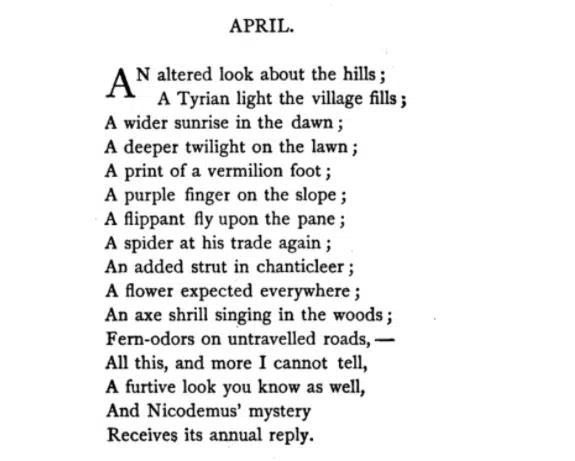 APRIL.
AN altered look about the hills;
A Tyrian light the village fills;
A wider sunrise in the dawn;
A deeper twilight on the lawn;
A print of a vermilion foot;
A purple finger on the slope;
A flippant fly upon the pane;
A spider at his trade again;
An added strut in chanticleer;
A flower expected everywhere;
An axe shrill singing in the woods;
Fern-odors on untravelled roads,—
All this, and more I cannot tell,
A furtive look you know as well,
And Nicodemus' mystery
Receives its annual reply.